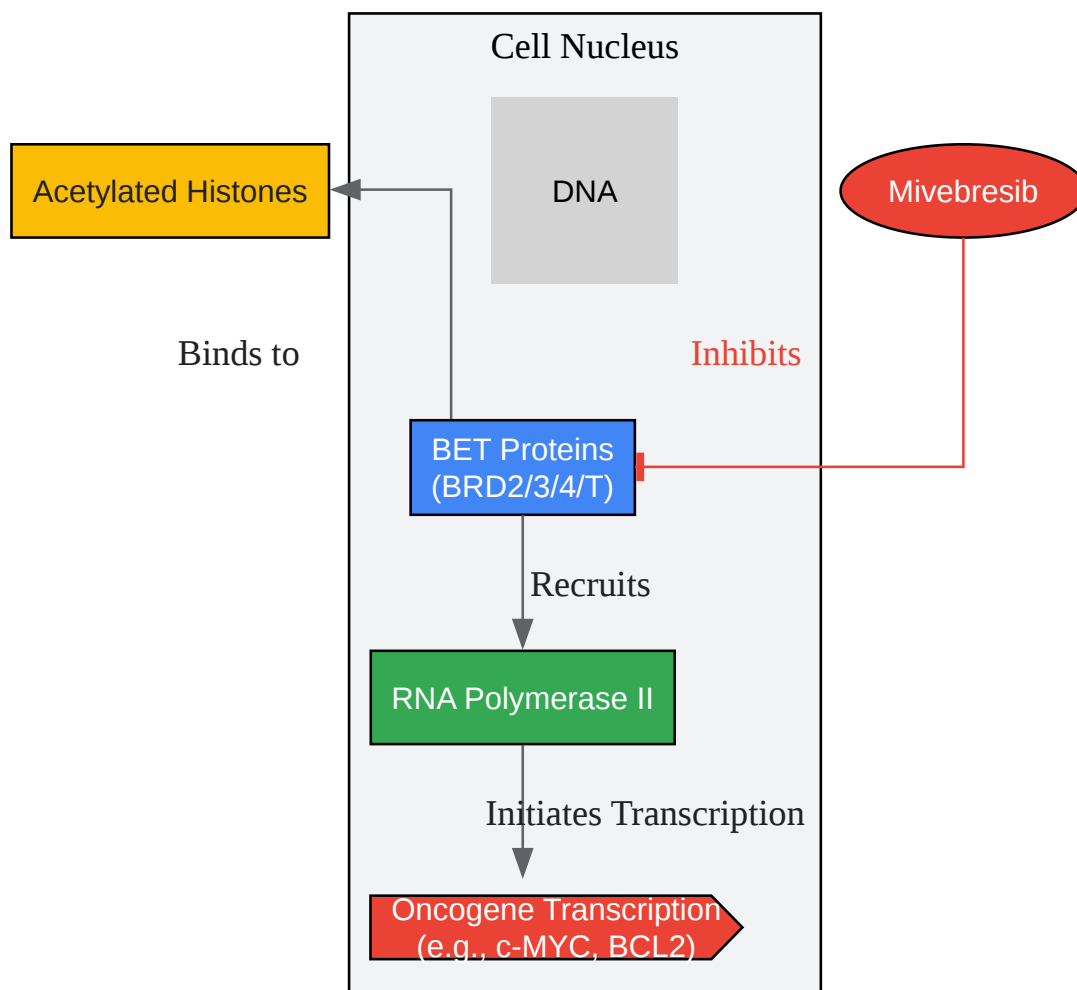 Cell Nucleus
Acetylated Histones
DNA
Mivebresib
Binds to
Inhibits
BET Proteins
(BRD2/3/4/T)
Recruits
RNA Polymerase II
Initiates Transcription
Oncogene Transcription
(e.g., c-MYC, BCL2)